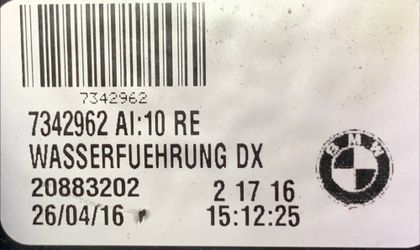 7342962
7342962 AI:10 RE
WASSERFUEHRUNG DX
20883202 2 17 16
26/04/16 15:12:25
BMW